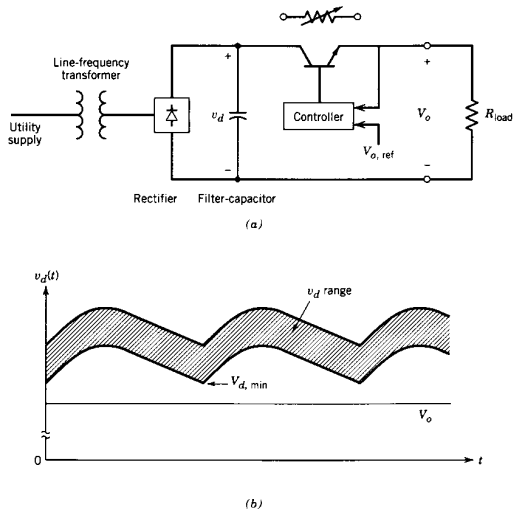 Line-frequency
transformer
Utility
supply
+
v_d
−
Controller
V_o, ref
+
V_o
−
R_load
Rectifier
Filter-capacitor
(a)
v_d(t)
v_d range
V_d, min
V_o
0
t
(b)